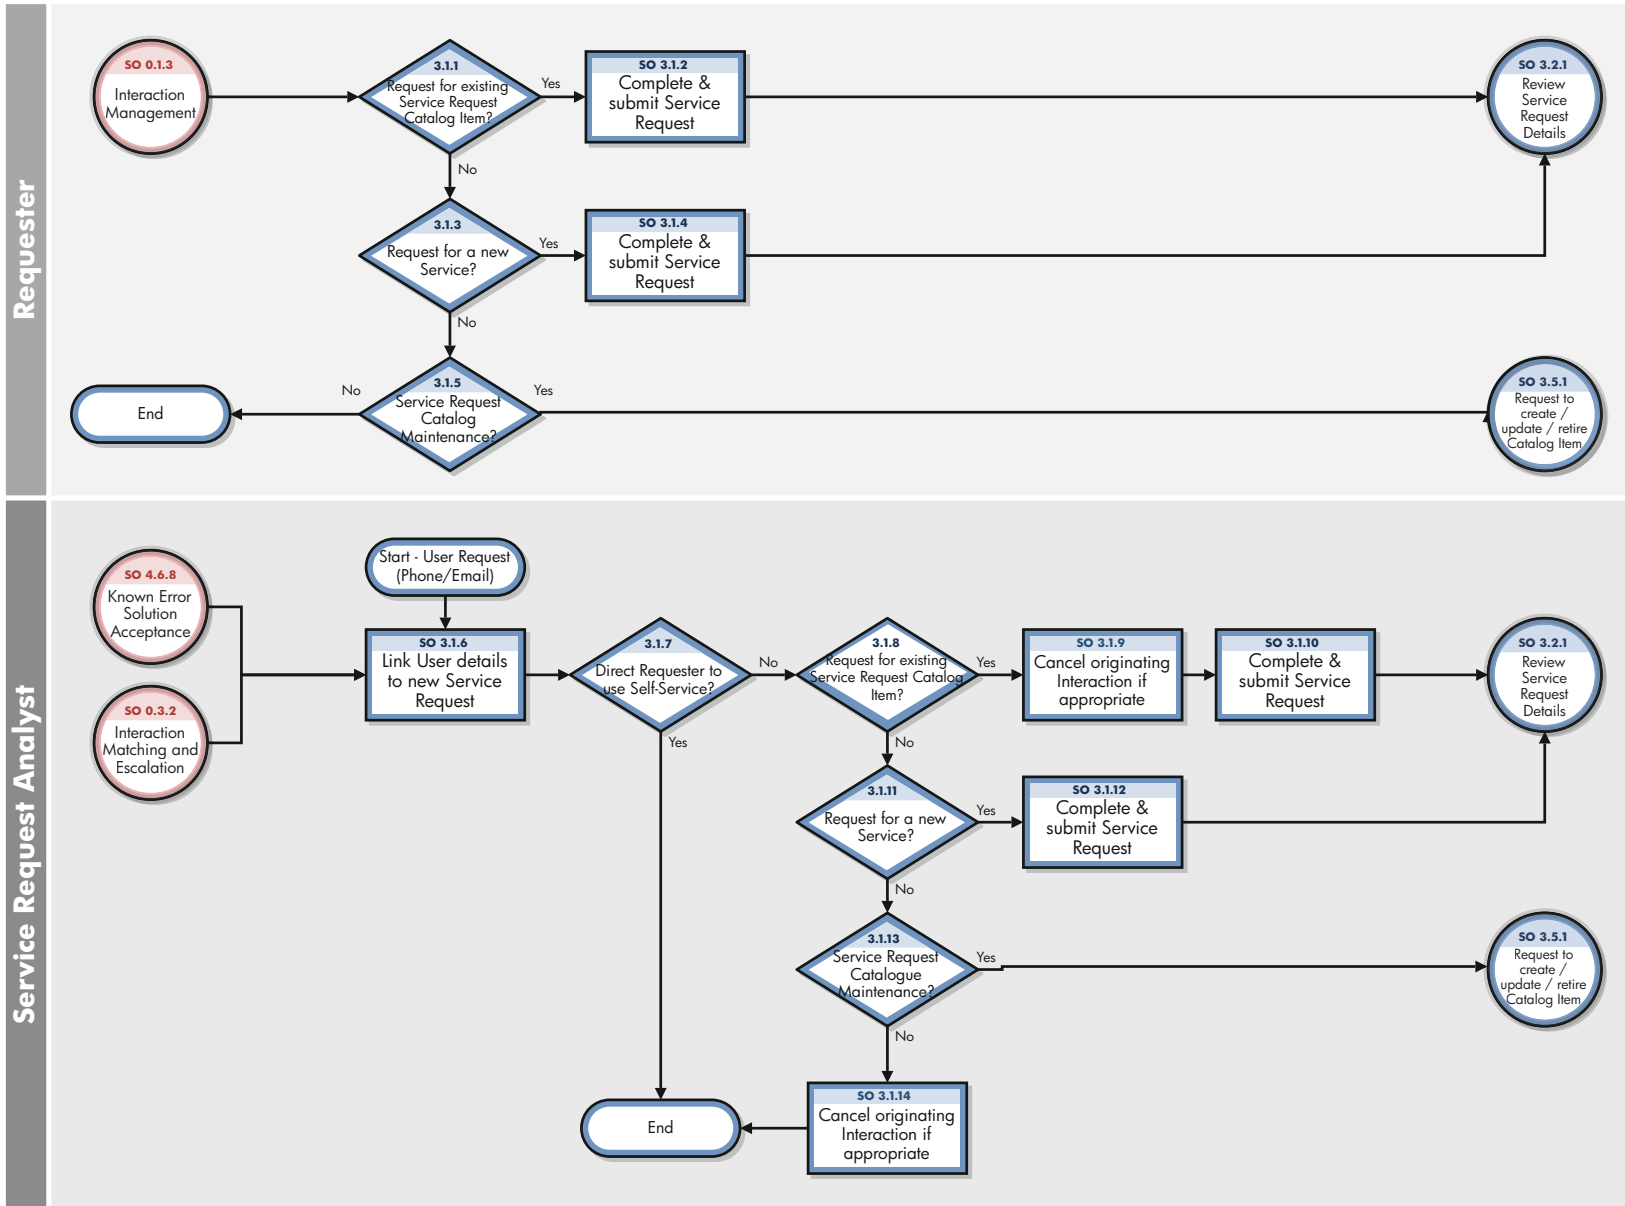 Requester
SO 0.1.3
Interaction
Management
3.1.1
Request for existing
Service Request
Catalog Item?
Yes
No
SO 3.1.2
Complete &
submit Service
Request
SO 3.2.1
Review
Service
Request
Details
3.1.3
Request for a new
Service?
Yes
No
SO 3.1.4
Complete &
submit Service
Request
End
No
3.1.5
Service Request
Catalog
Maintenance?
Yes
SO 3.5.1
Request to
create /
update / retire
Catalog Item
Service Request Analyst
SO 4.6.8
Known Error
Solution
Acceptance
SO 0.3.2
Interaction
Matching and
Escalation
Start - User Request
(Phone/Email)
SO 3.1.6
Link User details
to new Service
Request
3.1.7
Direct Requester to
use Self-Service?
No
Yes
3.1.8
Request for existing
Service Request Catalog
Item?
Yes
No
SO 3.1.9
Cancel originating
Interaction if
appropriate
SO 3.1.10
Complete &
submit Service
Request
SO 3.2.1
Review
Service
Request
Details
3.1.11
Request for a new
Service?
Yes
No
SO 3.1.12
Complete &
submit Service
Request
3.1.13
Service Request
Catalogue
Maintenance?
Yes
No
SO 3.5.1
Request to
create /
update / retire
Catalog Item
SO 3.1.14
Cancel originating
Interaction if
appropriate
End